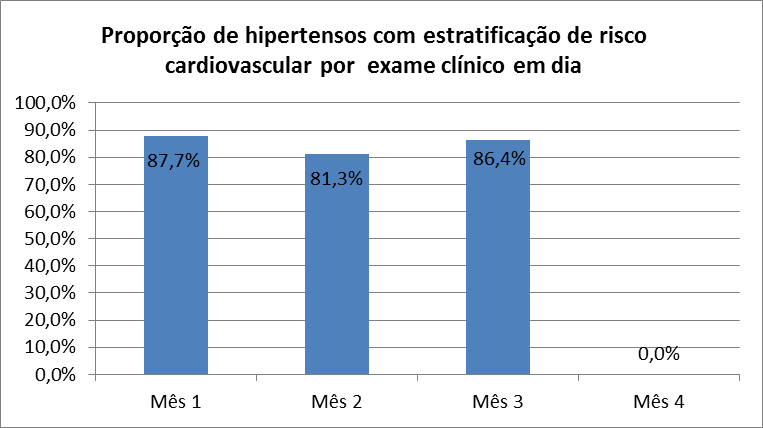 Proporção de hipertensos com estratificação de risco
cardiovascular por  exame clínico em dia
100,0%
90,0%
80,0%
70,0%
60,0%
50,0%
40,0%
30,0%
20,0%
10,0%
0,0%
87,7%
81,3%
86,4%
0,0%
Mês 1
Mês 2
Mês 3
Mês 4